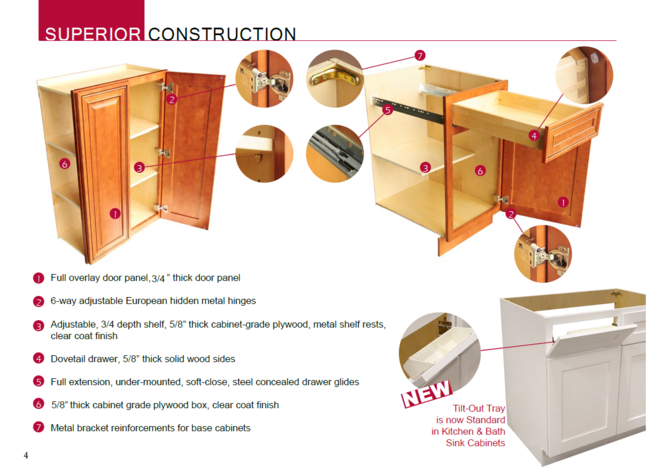 SUPERIOR CONSTRUCTION
7
2
5
4
6
3
3
6
1
1
2
1 Full overlay door panel, 3/4 " thick door panel
2 6-way adjustable European hidden metal hinges
3 Adjustable, 3/4 depth shelf, 5/8" thick cabinet-grade plywood, metal shelf rests,
clear coat finish
4 Dovetail drawer, 5/8" thick solid wood sides
5 Full extension, under-mounted, soft-close, steel concealed drawer glides
6 5/8" thick cabinet grade plywood box, clear coat finish
7 Metal bracket reinforcements for base cabinets
NEW
Tilt-Out Tray
is now Standard
in Kitchen & Bath
Sink Cabinets
4